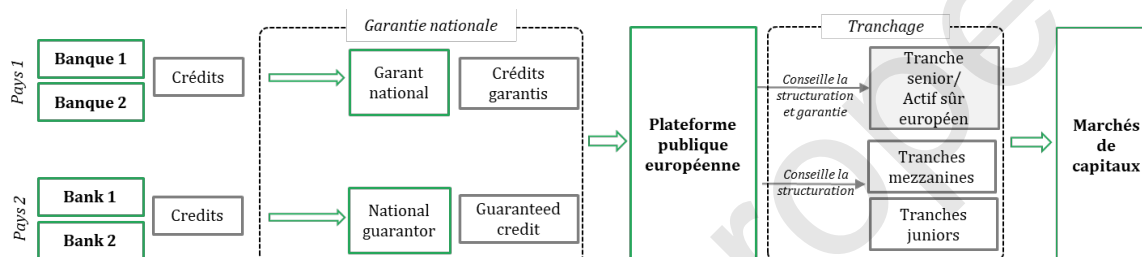 Garantie nationale
Tranchage
Pays 1
Banque 1
Banque 2
Crédits
Garant
national
Crédits
garantis
Plateforme
publique
européenne
Conseille la
structuration
et garantie
Tranche
senior/
Actif sûr
européen
Marchés
de
capitaux
Pays 2
Bank 1
Bank 2
Credits
National
guarantor
Guaranteed
credit
Conseille la
structuration
Tranches
mezzanines
Tranches
juniors